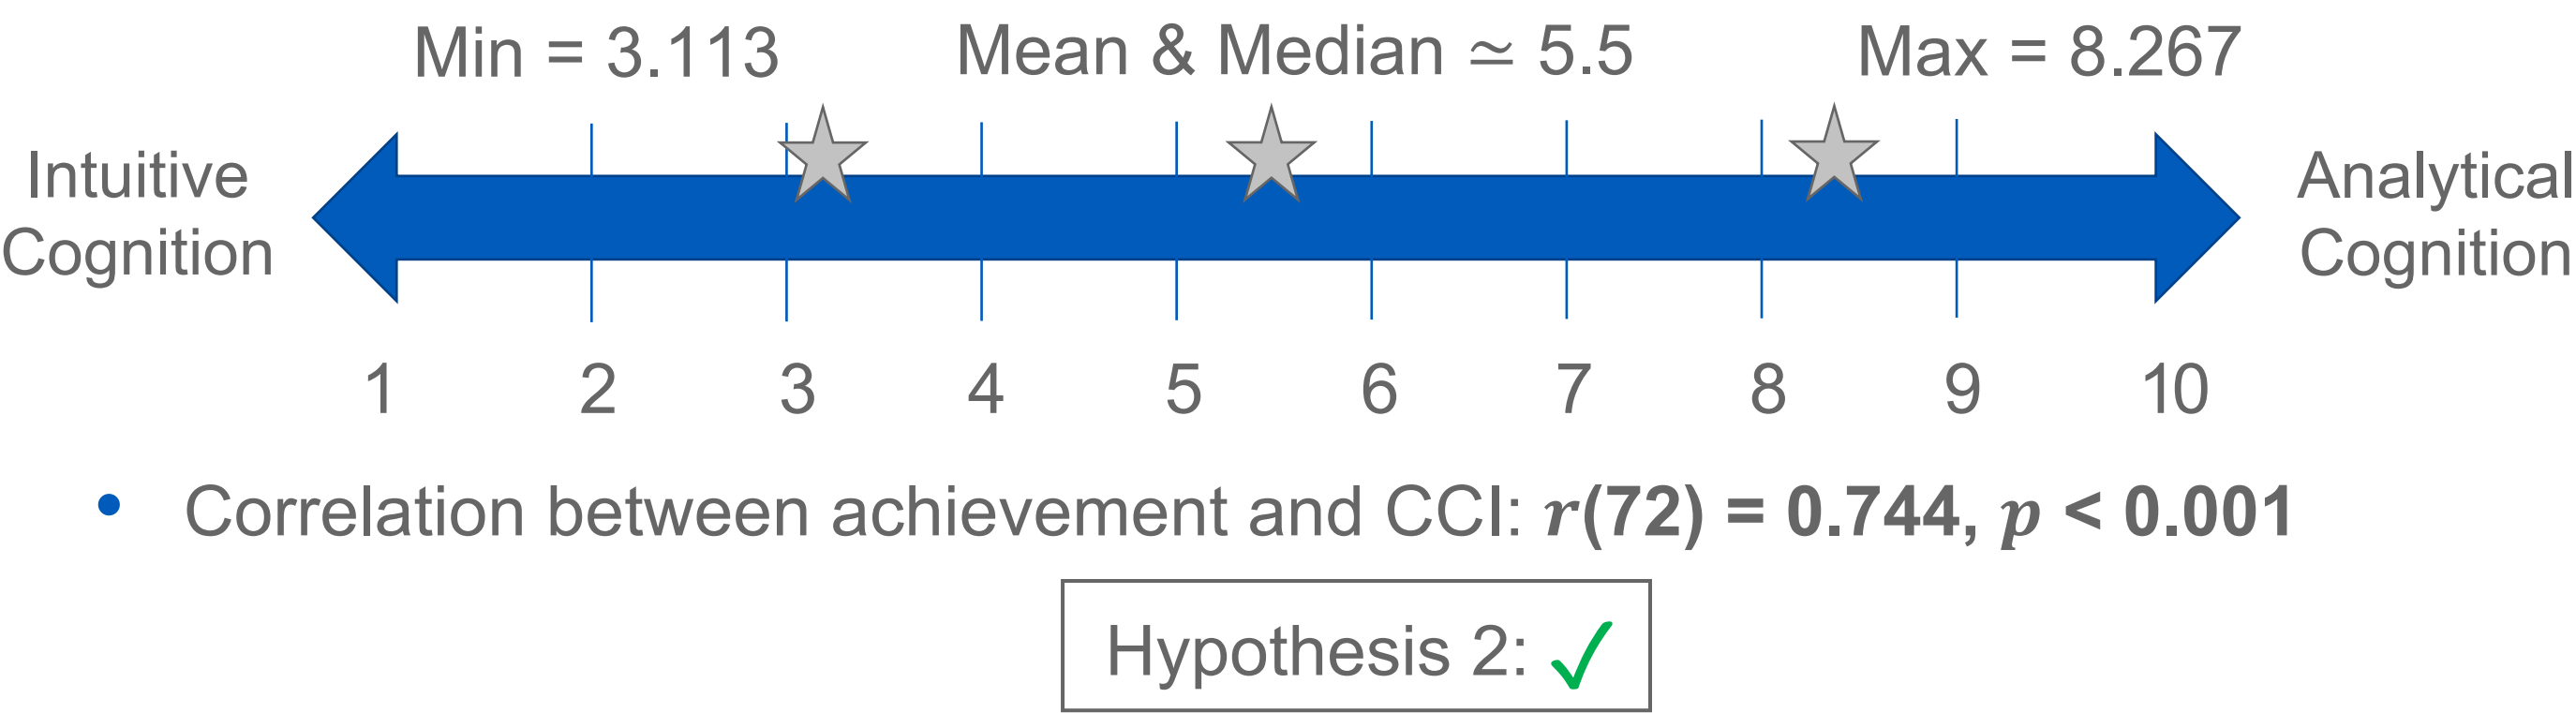 Min = 3.113 Mean & Median ≃ 5.5 Max = 8.267
Intuitive
Cognition
Analytical
Cognition
1 2 3 4 5 6 7 8 9 10
• Correlation between achievement and CCI: r(72) = 0.744, p < 0.001
Hypothesis 2: ✓